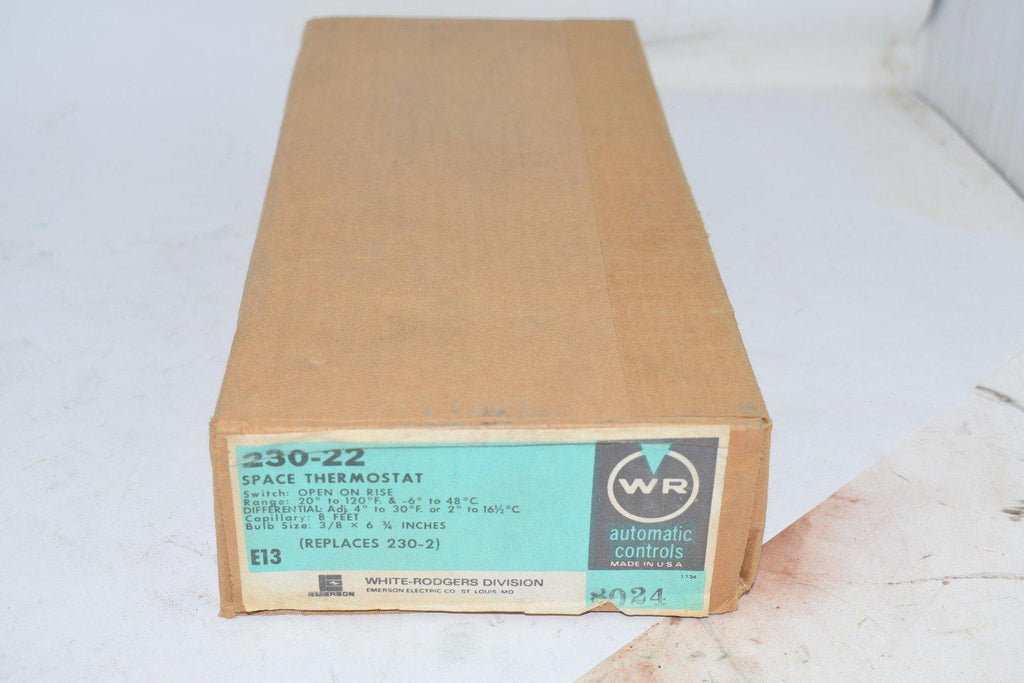 230-22
SPACE THERMOSTAT
Switch: OPEN ON RISE
Range: 20° to 120°F. & -6° to 48°C
DIFFERENTIAL: Adj. 4° to 30°F. or 2° to 16½°C
Capillary: 8 FEET
Bulb Size: 3/8 × 6 ¾ INCHES
(REPLACES 230-2)
E13
WR
automatic
controls
MADE IN U S A
1734
EMERSON
WHITE-RODGERS DIVISION
EMERSON ELECTRIC CO ST LOUIS MO
8024